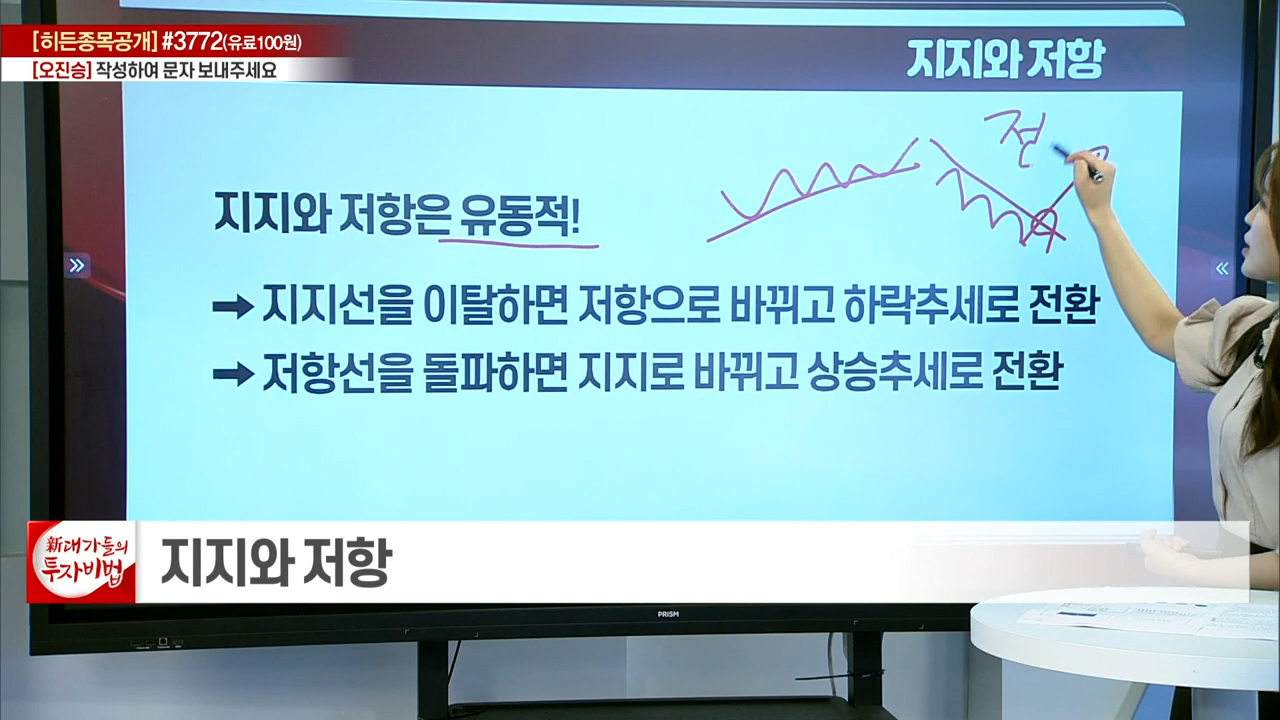 [히든종목공개] #3772(유료100원)
[오진승] 작성하여 문자 보내주세요
지지와 저항
전
지지와 저항은 유동적!
➡ 지지선을 이탈하면 저항으로 바뀌고 하락추세로 전환
➡ 저항선을 돌파하면 지지로 바뀌고 상승추세로 전환
新대가들의
투자비법
지지와 저항
PRISM